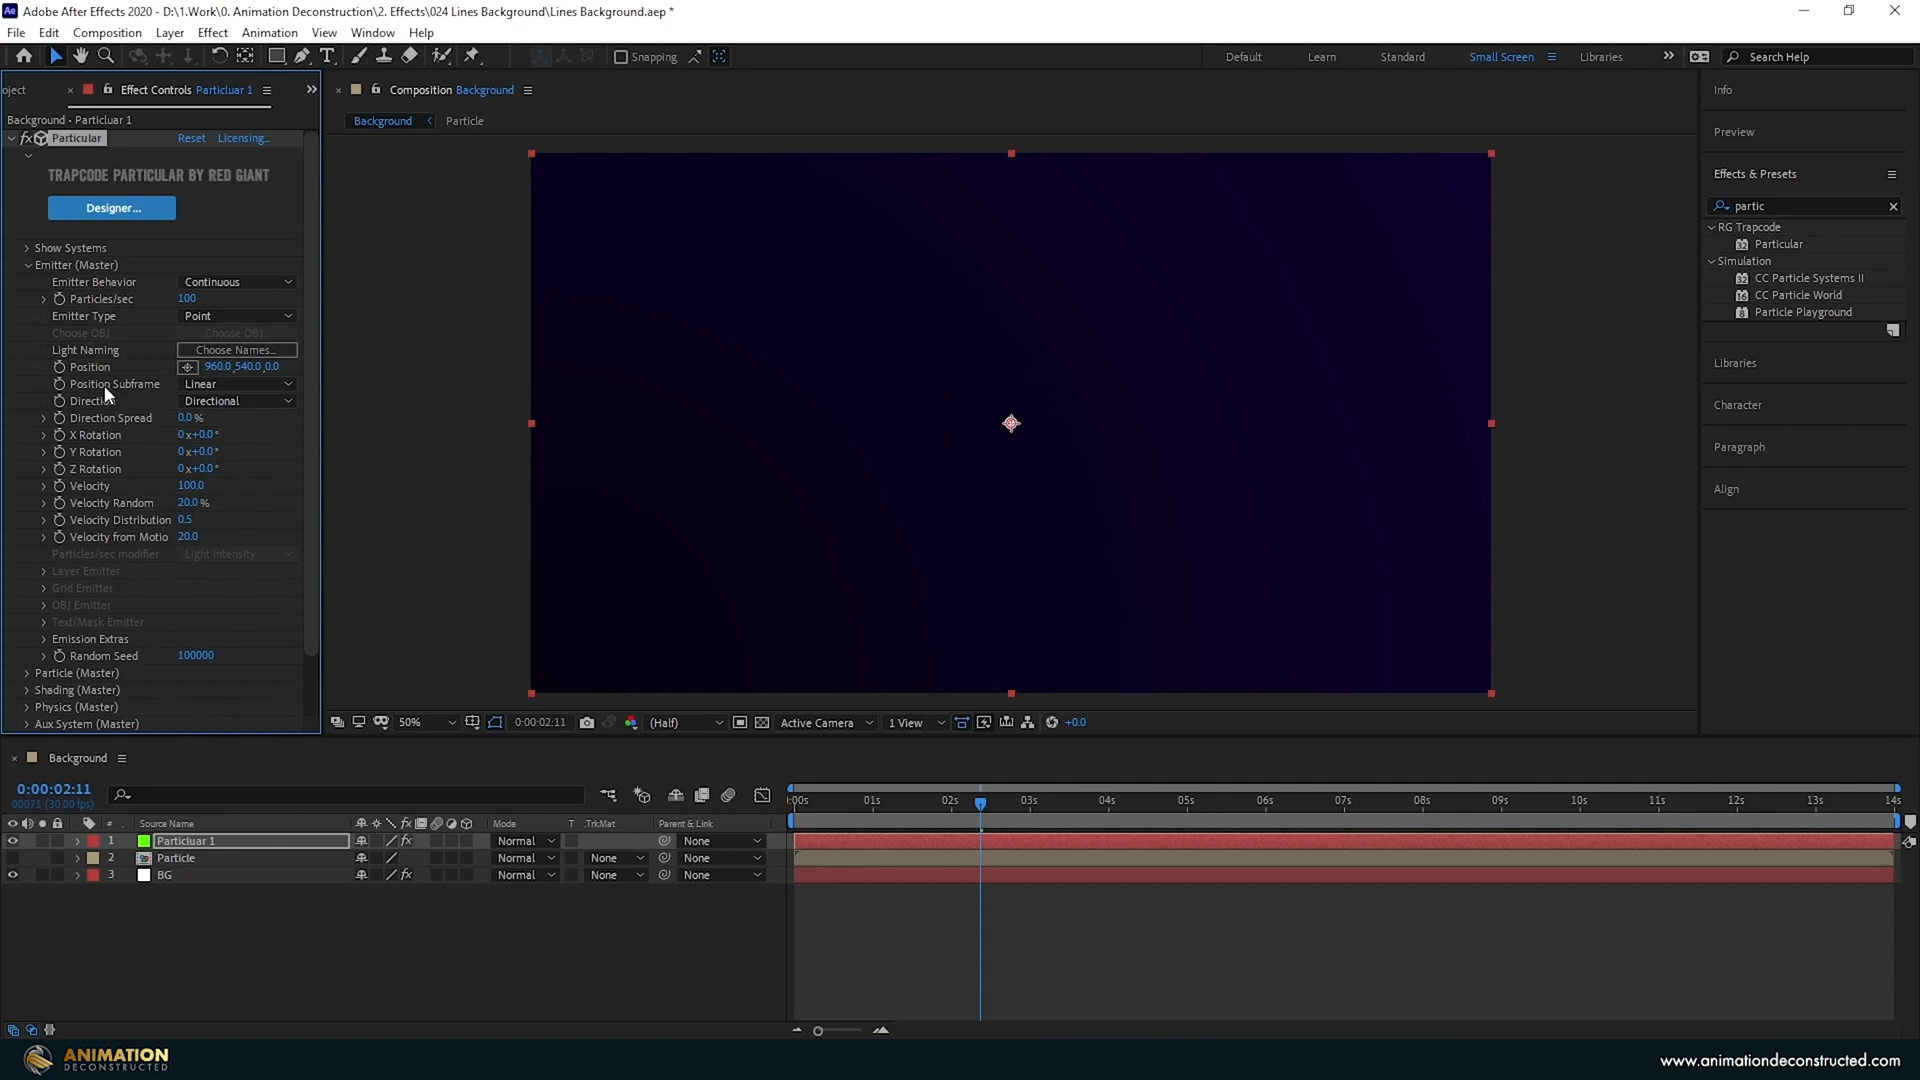 Adobe After Effects 2020 - D:\1.Work\0. Animation Deconstruction\2. Effects\024 Lines Background\Lines Background.aep *
File Edit Composition Layer Effect Animation View Window Help
Snapping Default Learn Standard Small Screen Libraries Search Help
oject Effect Controls Particluar 1
Background • Particluar 1
Particular Reset Licensing...
TRAPCODE PARTICULAR BY RED GIANT
Designer...
Show Systems
Emitter (Master)
Emitter Behavior Continuous
Particles/sec 100
Emitter Type Point
Choose OBJ Choose OBJ...
Light Naming Choose Names...
Position 960.0,540.0,0.0
Position Subframe Linear
Direction Directional
Direction Spread 0.0 %
X Rotation 0 x+0.0 °
Y Rotation 0 x+0.0 °
Z Rotation 0 x+0.0 °
Velocity 100.0
Velocity Random 20.0 %
Velocity Distribution 0.5
Velocity from Motio 20.0
Particles/sec modifier Light Intensity
Layer Emitter
Grid Emitter
OBJ Emitter
Text/Mask Emitter
Emission Extras
Random Seed 100000
Particle (Master)
Shading (Master)
Physics (Master)
Aux System (Master)
Composition Background
Background Particle
50% 0:00:02:11 (Half) Active Camera 1 View +0.0
Info
Preview
Effects & Presets
partic
RG Trapcode
Particular
Simulation
CC Particle Systems II
CC Particle World
Particle Playground
Libraries
Character
Paragraph
Align
Background
0:00:02:11
00071 (30.00 fps)
# Source Name fx Mode T .TrkMat Parent & Link
:00s 01s 02s 03s 04s 05s 06s 07s 08s 09s 10s 11s 12s 13s 14s
1 Particluar 1 fx Normal None
2 Particle Normal None None
3 BG fx Normal None None
ANIMATION
DECONSTRUCTED
www.animationdeconstructed.com